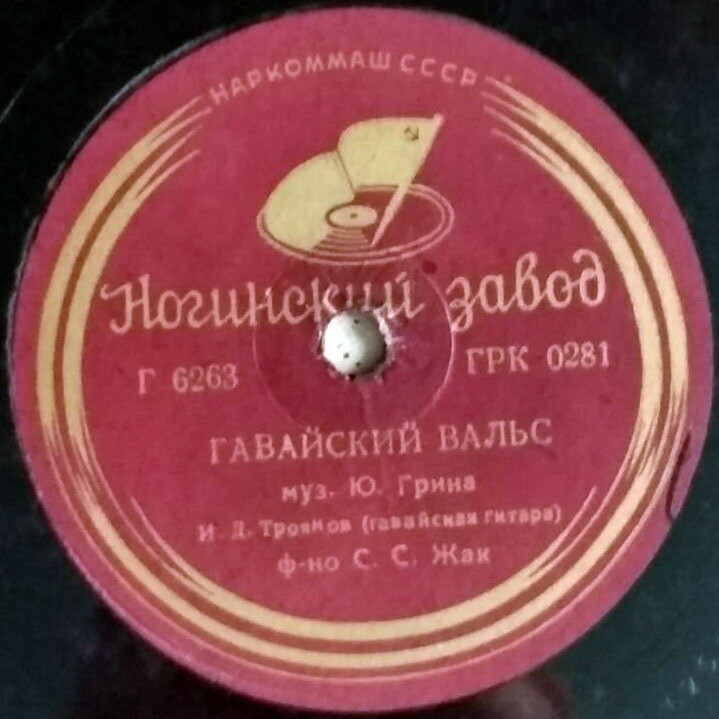 НАРКОММАШ СССР
Ногинский завод
Г 6263 ГРК 0281
ГАВАЙСКИЙ ВАЛЬС
муз. Ю. Грина
И. Д. Троянов (гавайская гитара)
ф-но С. С. Жак